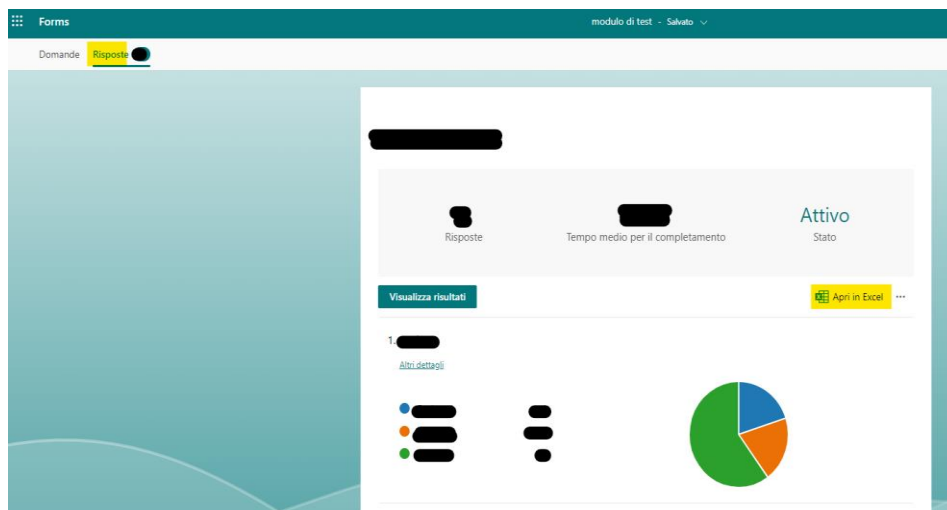 Forms
modulo di test - Salvato
Domande Risposte
Attivo
Risposte Tempo medio per il completamento Stato
Visualizza risultati Apri in Excel ...
1.
Altri dettagli